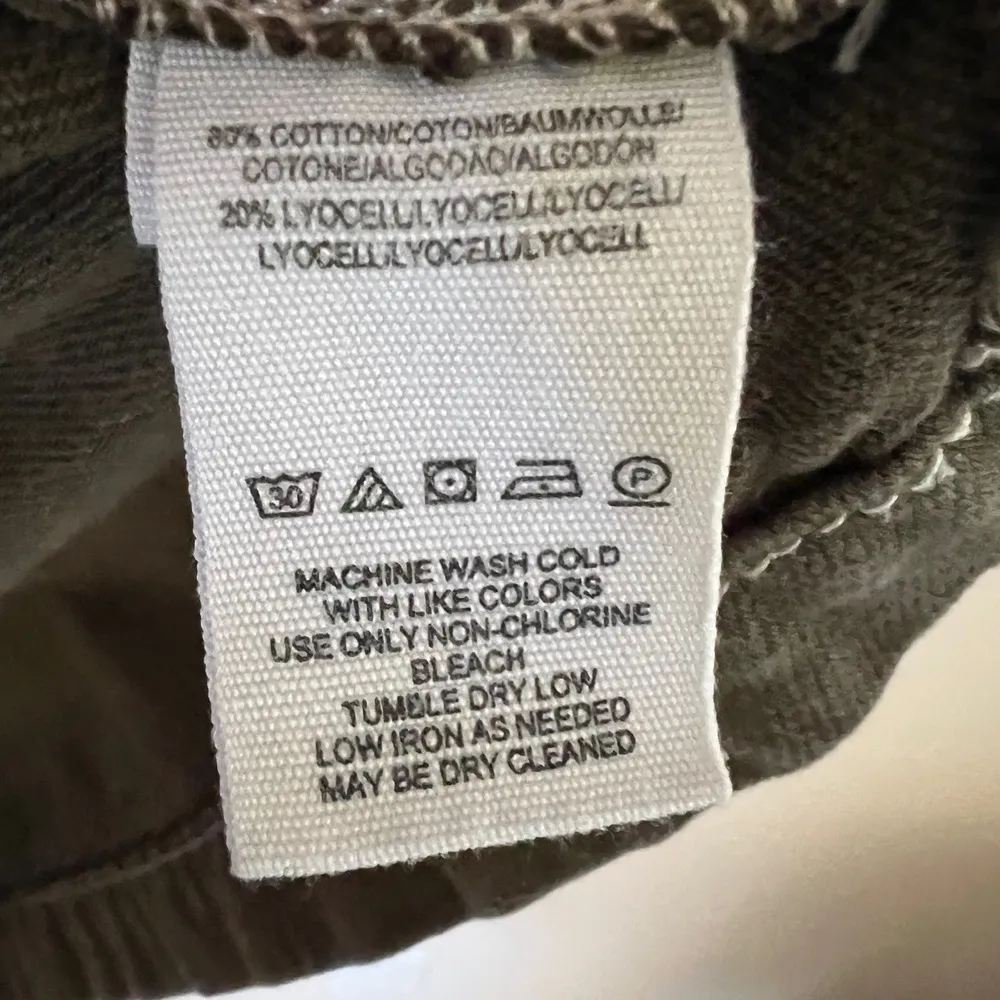 80% COTTON/COTON/BAUMWOLLE/
COTONE/ALGODÃO/ALGODÓN
20% LYOCELL/LYOCELL/LYOCELL/
LYOCELL/LYOCELL/LYOCELL
30 P
MACHINE WASH COLD
WITH LIKE COLORS
USE ONLY NON-CHLORINE
BLEACH
TUMBLE DRY LOW
LOW IRON AS NEEDED
MAY BE DRY CLEANED